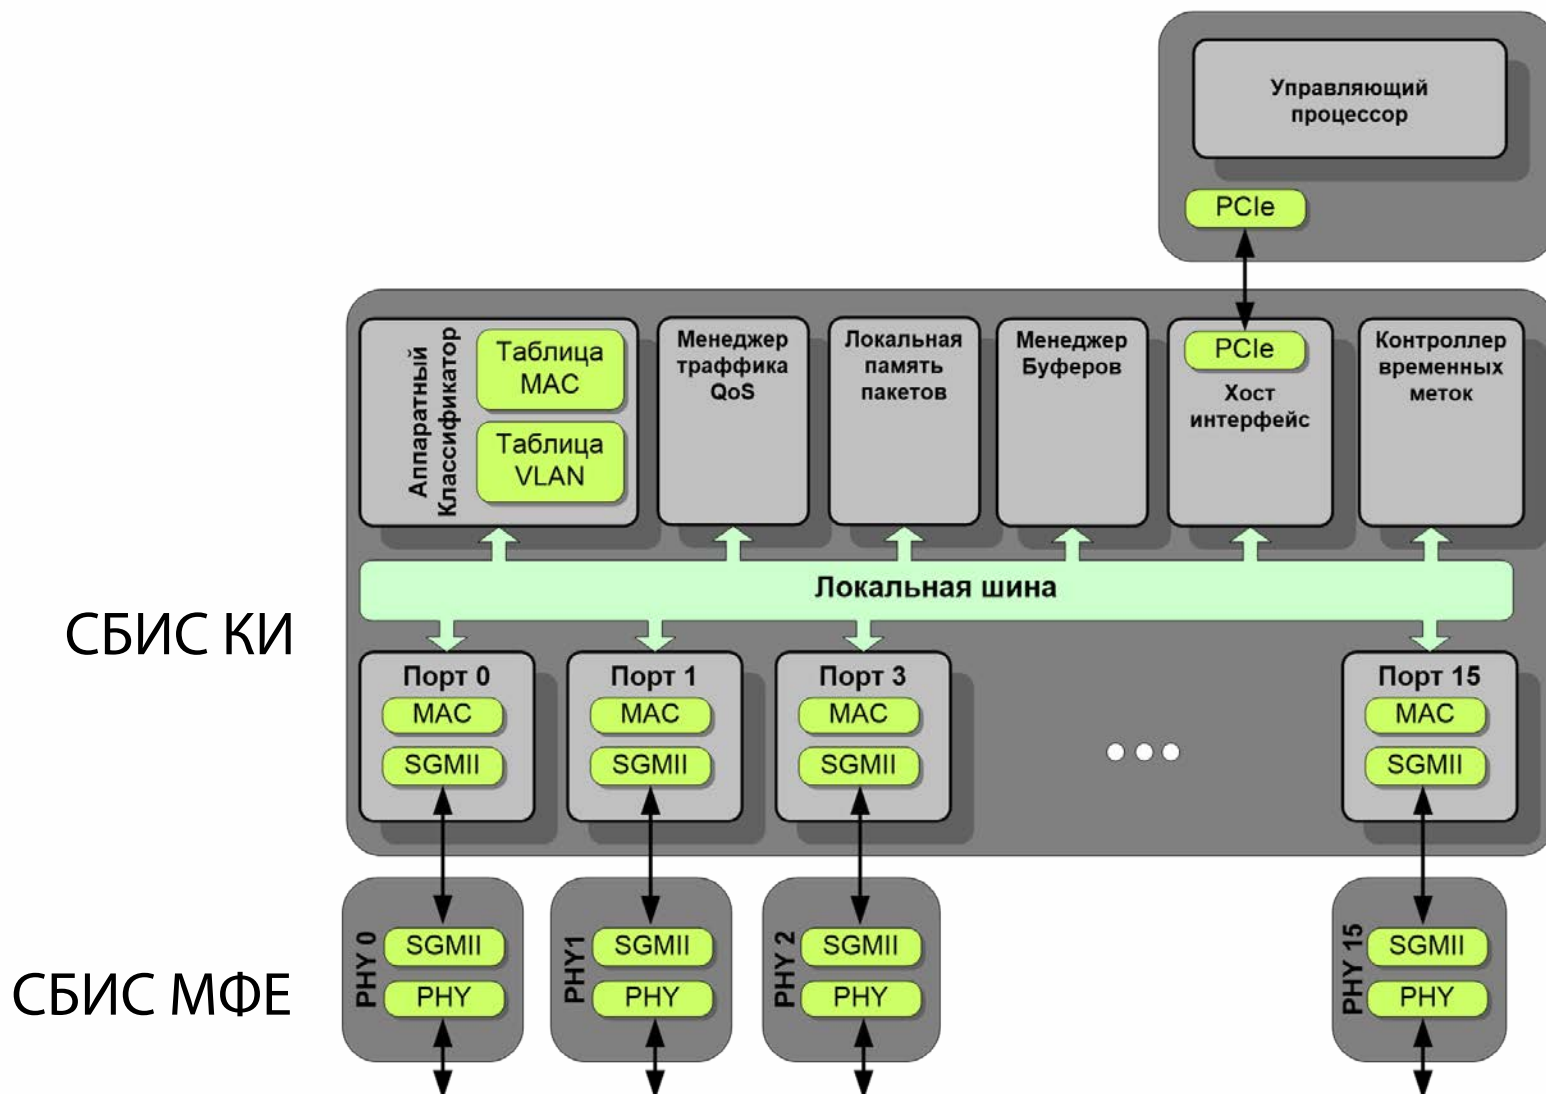 Управляющий
процессор
PCIe
Аппаратный
Классификатор
Таблица
MAC
Таблица
VLAN
Менеджер
траффика
QoS
Локальная
память
пакетов
Менеджер
Буферов
PCIe
Хост
интерфейс
Контроллер
временных
меток
Локальная шина
СБИС КИ
Порт 0
MAC
SGMII
Порт 1
MAC
SGMII
Порт 3
MAC
SGMII
Порт 15
MAC
SGMII
СБИС МФЕ
PHY 0
SGMII
PHY
PHY1
SGMII
PHY
PHY 2
SGMII
PHY
PHY 15
SGMII
PHY